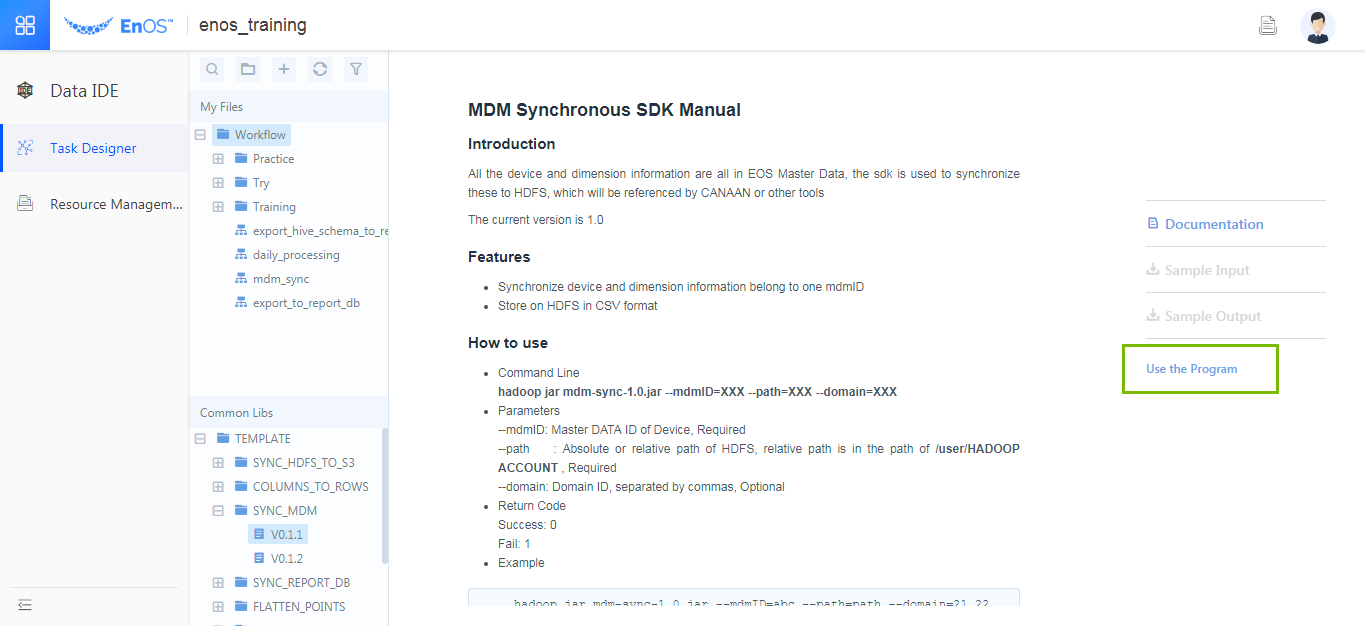 EnOS™
enos_training
Data IDE
Task Designer
Resource Managem...
My Files
Workflow
Practice
Try
Training
export_hive_schema_to_re
daily_processing
mdm_sync
export_to_report_db
Common Libs
TEMPLATE
SYNC_HDFS_TO_S3
COLUMNS_TO_ROWS
SYNC_MDM
V0.1.1
V0.1.2
SYNC_REPORT_DB
FLATTEN_POINTS
MDM Synchronous SDK Manual
Introduction
All the device and dimension information are all in EOS Master Data, the sdk is used to synchronize
these to HDFS, which will be referenced by CANAAN or other tools
The current version is 1.0
Features
• Synchronize device and dimension information belong to one mdmID
• Store on HDFS in CSV format
How to use
• Command Line
hadoop jar mdm-sync-1.0.jar --mdmID=XXX --path=XXX --domain=XXX
• Parameters
--mdmID: Master DATA ID of Device, Required
--path : Absolute or relative path of HDFS, relative path is in the path of /user/HADOOP
ACCOUNT , Required
--domain: Domain ID, separated by commas, Optional
• Return Code
Success: 0
Fail: 1
• Example
hadoop jar mdm-sync-1.0.jar --mdmID=abc --path=path --domain=21,22
Documentation
Sample Input
Sample Output
Use the Program